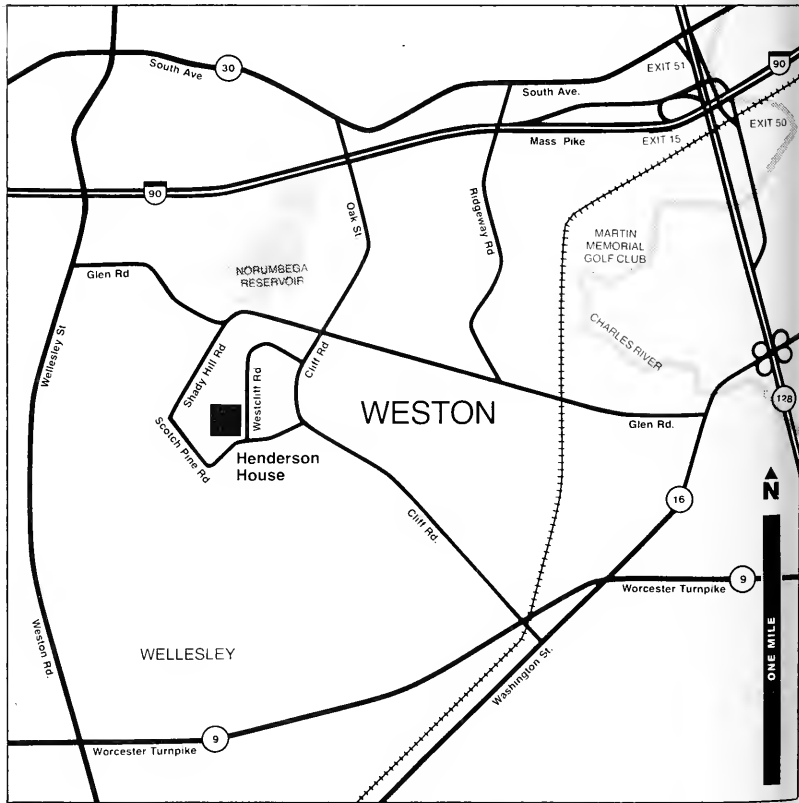 South Ave
30
EXIT 51
90
South Ave.
EXIT 50
EXIT 15
Mass Pike
90
Oak St.
Ridgeway Rd
MARTIN
MEMORIAL
GOLF CLUB
Glen Rd
NORUMBEGA
RESERVOIR
CHARLES RIVER
Wellesley St
Shady Hill Rd
Westcliff Rd
Cliff Rd
128
WESTON
Glen Rd.
Scotch Pine Rd
Henderson
House
N
16
Cliff Rd.
9
Worcester Turnpike
ONE MILE
Weston Rd.
WELLESLEY
Washington St.
9
Worcester Turnpike